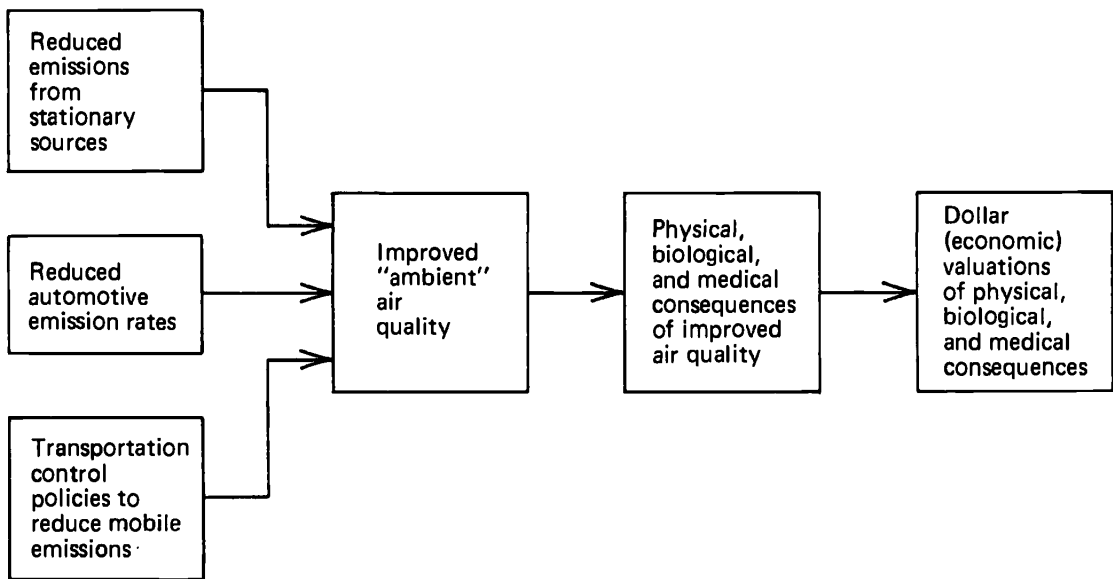 Reduced
emissions
from
stationary
sources
Reduced
automotive
emission rates
Transportation
control
policies to
reduce mobile
emissions
Improved
"ambient"
air
quality
Physical,
biological,
and medical
consequences
of improved
air quality
Dollar
(economic)
valuations
of physical,
biological,
and medical
consequences